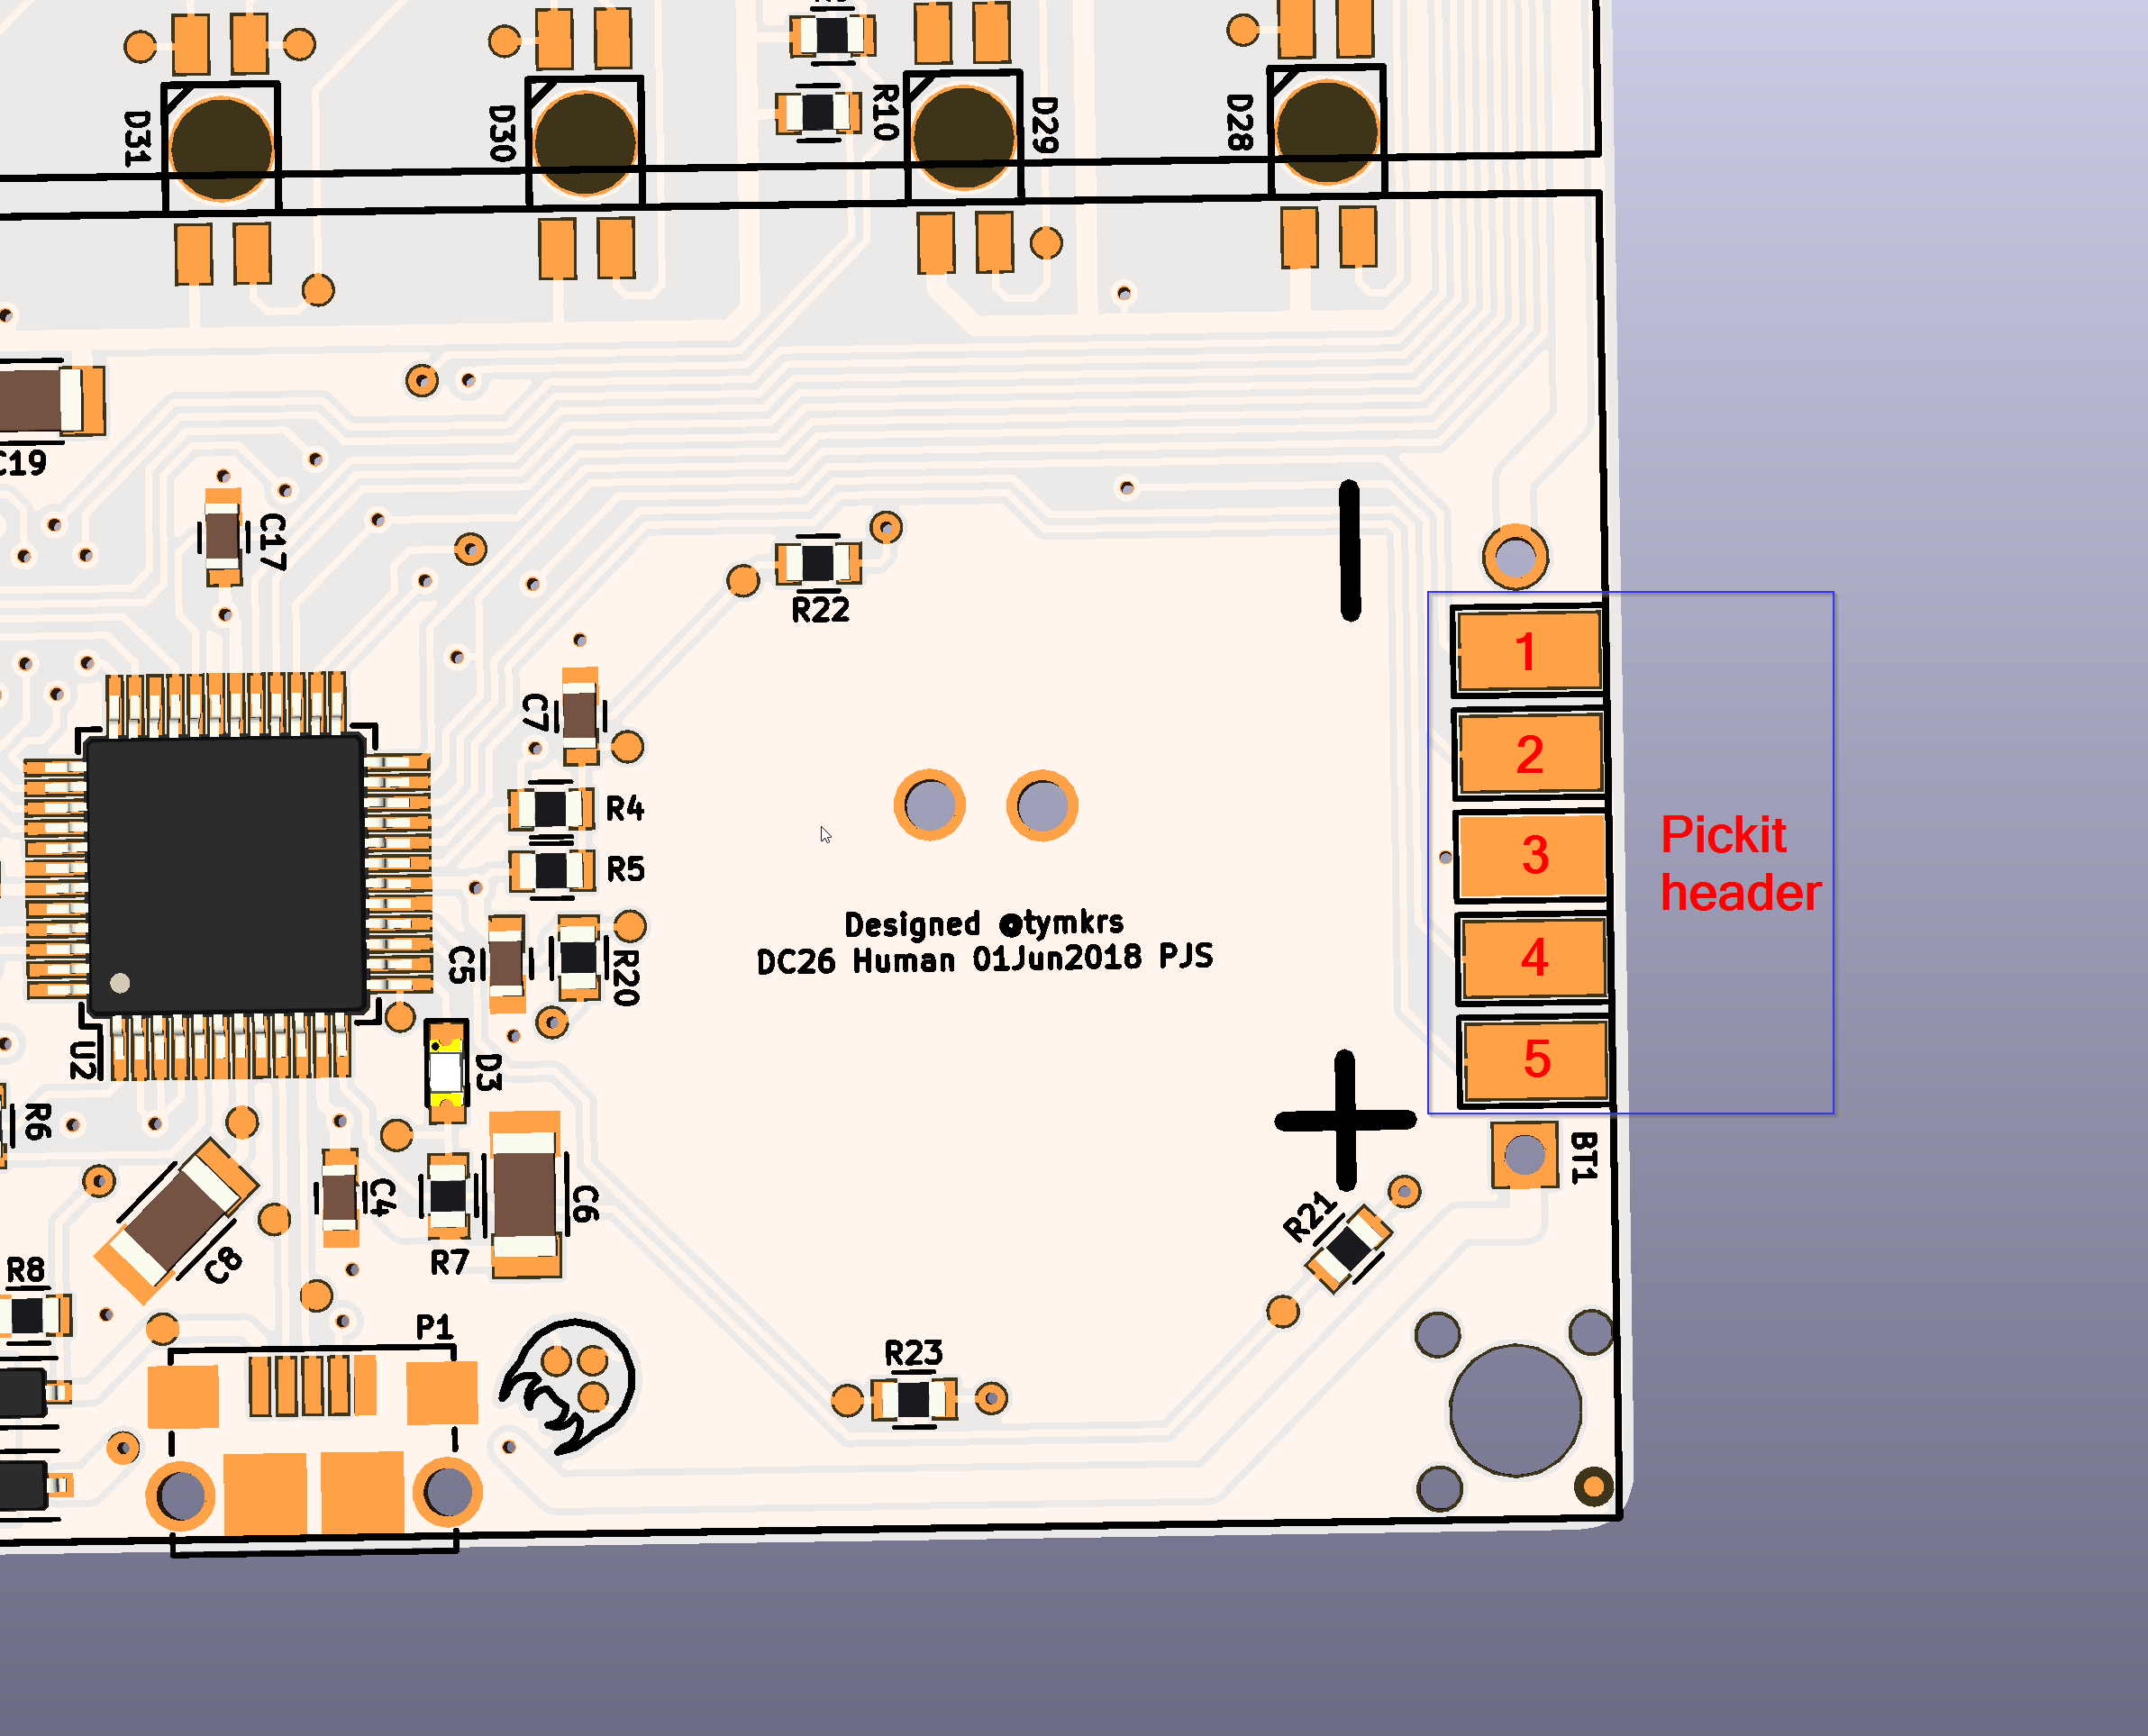 R10
D31
D30
D29
D28
C19
C17
R22
1
C7
2
R4
3
Pickit
header
R5
Designed @tymkrs
DC26 Human 01Jun2018 PJS
C5
R20
4
U2
D3
5
R6
BT1
C4
C6
R21
R7
C8
R8
P1
R23